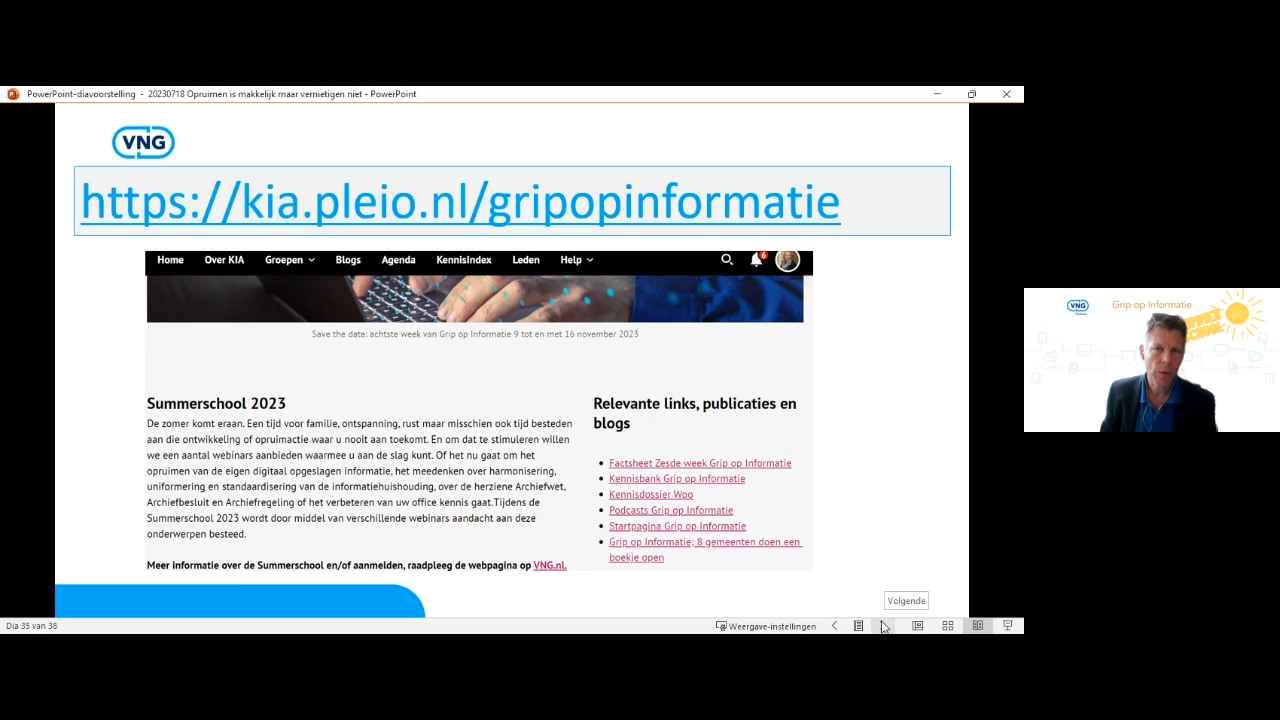 PowerPoint-diavoorstelling - 20230718 Opruimen is makkelijk maar vernietigen niet - PowerPoint
VNG
https://kia.pleio.nl/gripopinformatie
Home Over KIA Groepen Blogs Agenda KennisIndex Leden Help 6
Save the date: achtste week van Grip op Informatie 9 tot en met 16 november 2023
Summerschool 2023
De zomer komt eraan. Een tijd voor familie, ontspanning, rust maar misschien ook tijd besteden
aan die ontwikkeling of opruimactie waar u nooit aan toekomt. En om dat te stimuleren willen
we een aantal webinars aanbieden waarmee u aan de slag kunt. Of het nu gaat om het
opruimen van de eigen digitaal opgeslagen informatie, het meedenken over harmonisering,
uniformering en standaardisering van de informatiehuishouding, over de herziene Archiefwet,
Archiefbesluit en Archiefregeling of het verbeteren van uw office kennis gaat.Tijdens de
Summerschool 2023 wordt door middel van verschillende webinars aandacht aan deze
onderwerpen besteed.
Meer informatie over de Summerschool en/of aanmelden, raadpleeg de webpagina op VNG.nl.
Relevante links, publicaties en
blogs
Factsheet Zesde week Grip op Informatie
Kennisbank Grip op Informatie
Kennisdossier Woo
Podcasts Grip op Informatie
Startpagina Grip op Informatie
Grip op Informatie; 8 gemeenten doen een
boekje open
Volgende
Dia 35 van 38
Weergave-instellingen
VNG
Grip op Informatie